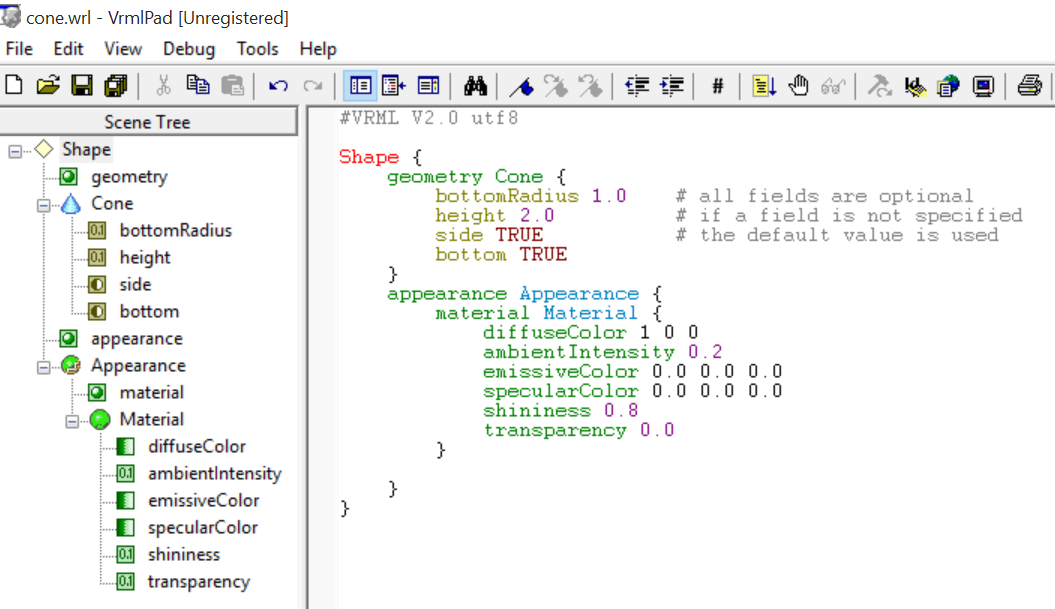 cone.wrl - VrmlPad [Unregistered]
File Edit View Debug Tools Help
Scene Tree
Shape
geometry
Cone
bottomRadius
height
side
bottom
appearance
Appearance
material
Material
diffuseColor
ambientIntensity
emissiveColor
specularColor
shininess
transparency
#VRML V2.0 utf8
Shape {
geometry Cone {
bottomRadius 1.0 # all fields are optional
height 2.0 # if a field is not specified
side TRUE # the default value is used
bottom TRUE
}
appearance Appearance {
material Material {
diffuseColor 1 0 0
ambientIntensity 0.2
emissiveColor 0.0 0.0 0.0
specularColor 0.0 0.0 0.0
shininess 0.8
transparency 0.0
}
}
}